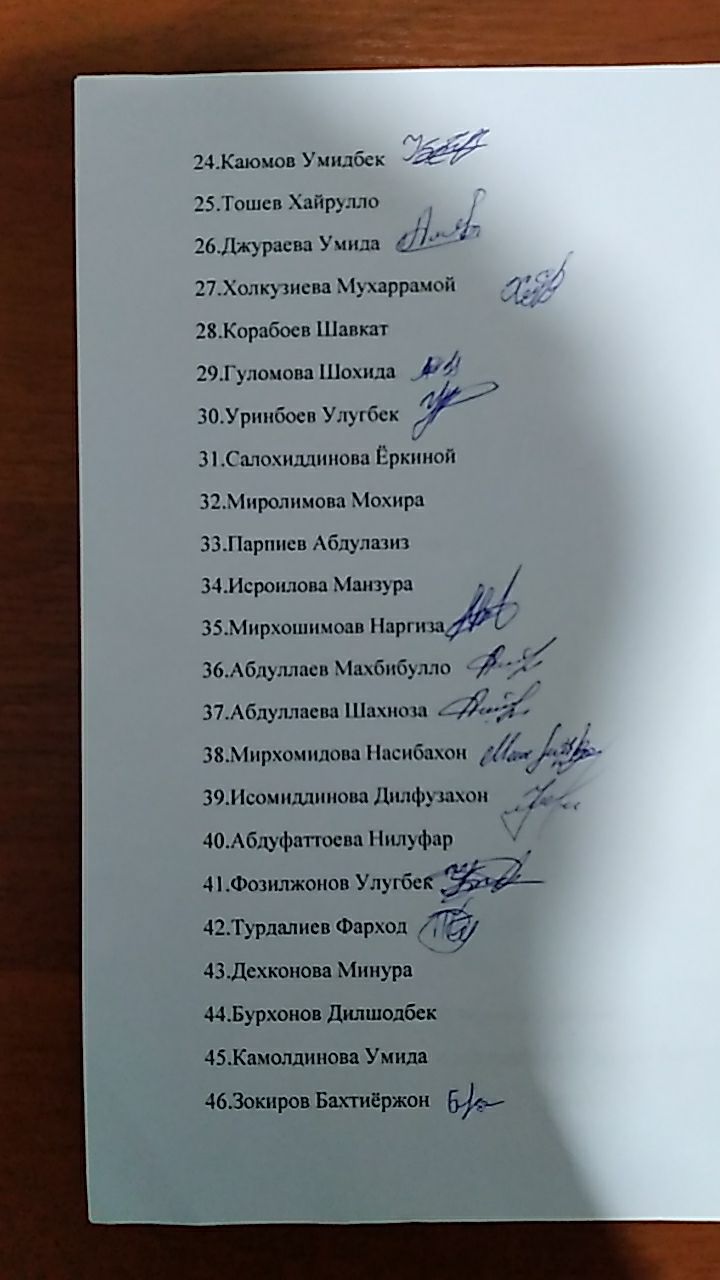 24.Каюмов Умидбек
25.Тошев Хайрулло
26.Джураева Умида
27.Холкузиева Мухаррамой
28.Корабоев Шавкат
29.Гуломова Шохида
30.Уринбоев Улугбек
31.Салохиддинова Ёркиной
32.Миролимова Мохира
33.Парпиев Абдулазиз
34.Исроилова Манзура
35.Мирхошимоав Наргиза
36.Абдуллаев Махбибулло
37.Абдуллаева Шахноза
38.Мирхомидова Насибахон
39.Исомиддинова Дилфузахон
40.Абдуфаттоева Нилуфар
41.Фозилжонов Улугбек
42.Турдалиев Фарход
43.Дехконова Минура
44.Бурхонов Дилшодбек
45.Камолдинова Умида
46.Зокиров Бахтиёржон